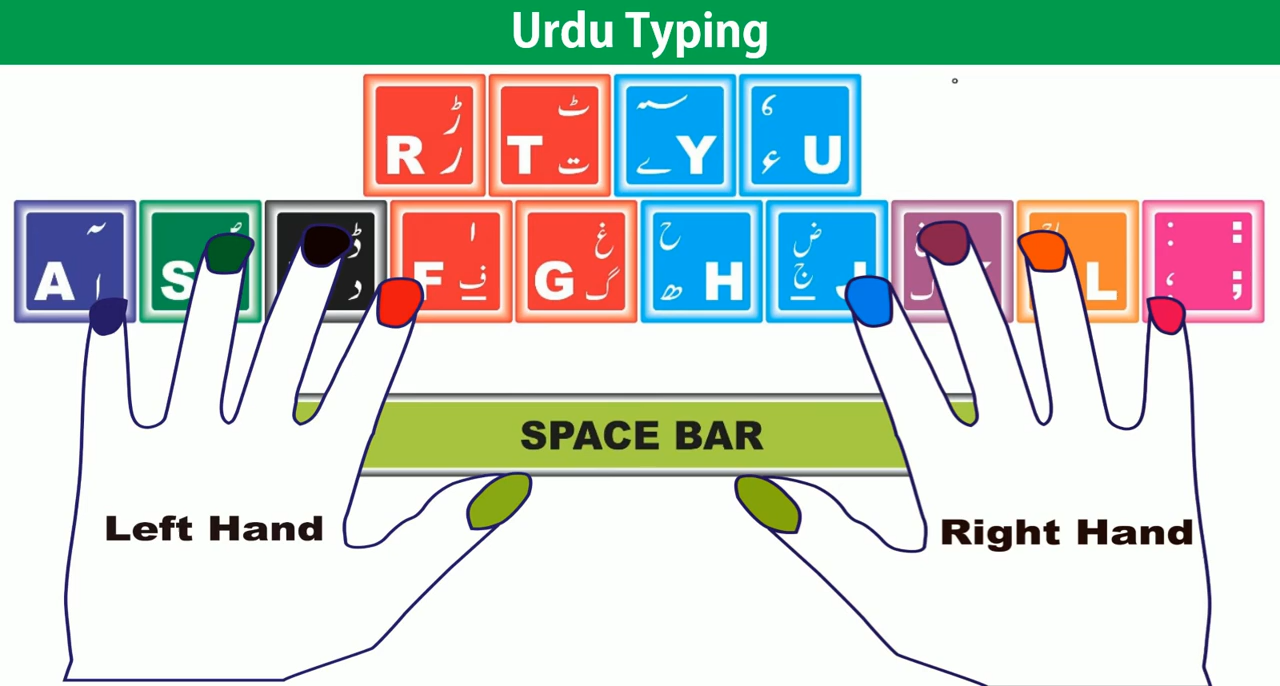 Urdu Typing
R ڑ ر
T ٹ ت
Y ے
U ء
A آ ا
S
ڈ د
F ا ف
G غ گ
H ح ھ
J ض ج
L
: ؛ : ;
SPACE BAR
Left Hand
Right Hand